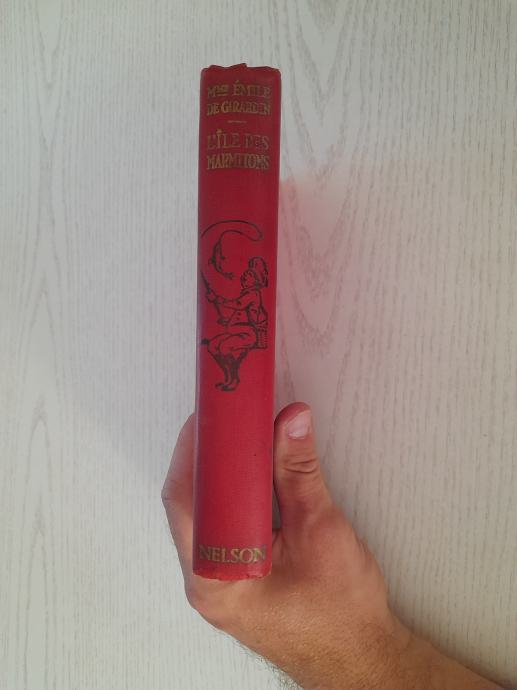 MME ÉMILE
DE GIRARDIN
L'ÎLE DES
MARMITONS
NELSON